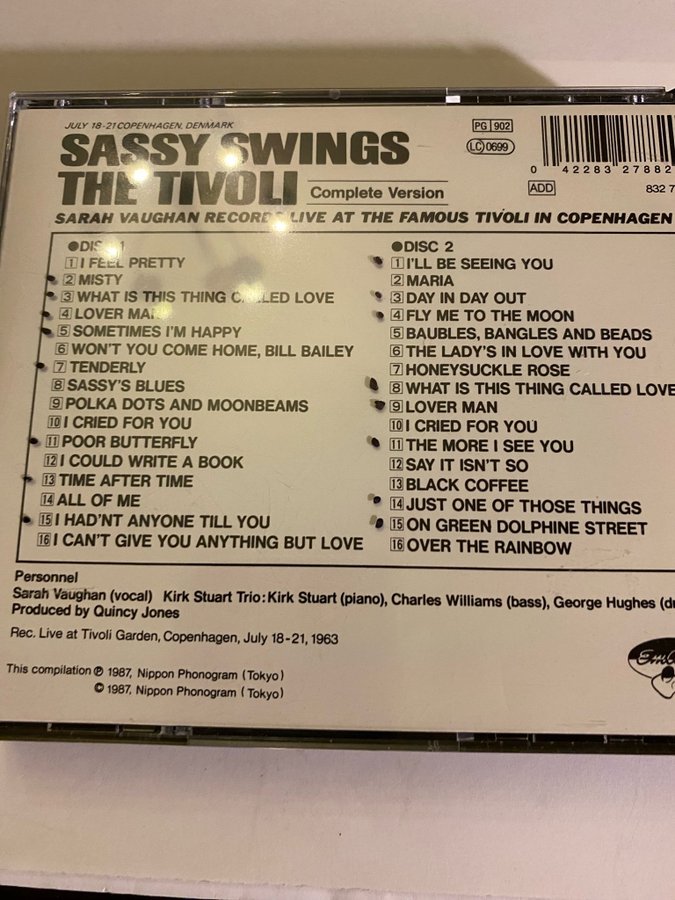 JULY 18-21 COPENHAGEN, DENMARK
SASSY SWINGS
THE TIVOLI Complete Version
PG 902
LC 0699
0 42283 27882
ADD
832 7
SARAH VAUGHAN RECORDS LIVE AT THE FAMOUS TIVOLI IN COPENHAGEN
●DISC 1
1 I FEEL PRETTY
2 MISTY
3 WHAT IS THIS THING CALLED LOVE
4 LOVER MAN
5 SOMETIMES I'M HAPPY
6 WON'T YOU COME HOME, BILL BAILEY
7 TENDERLY
8 SASSY'S BLUES
9 POLKA DOTS AND MOONBEAMS
10 I CRIED FOR YOU
11 POOR BUTTERFLY
12 I COULD WRITE A BOOK
13 TIME AFTER TIME
14 ALL OF ME
15 I HAD'NT ANYONE TILL YOU
16 I CAN'T GIVE YOU ANYTHING BUT LOVE
●DISC 2
1 I'LL BE SEEING YOU
2 MARIA
3 DAY IN DAY OUT
4 FLY ME TO THE MOON
5 BAUBLES, BANGLES AND BEADS
6 THE LADY'S IN LOVE WITH YOU
7 HONEYSUCKLE ROSE
8 WHAT IS THIS THING CALLED LOVE
9 LOVER MAN
10 I CRIED FOR YOU
11 THE MORE I SEE YOU
12 SAY IT ISN'T SO
13 BLACK COFFEE
14 JUST ONE OF THOSE THINGS
15 ON GREEN DOLPHINE STREET
16 OVER THE RAINBOW
Personnel
Sarah Vaughan (vocal) Kirk Stuart Trio: Kirk Stuart (piano), Charles Williams (bass), George Hughes (
Produced by Quincy Jones
Rec. Live at Tivoli Garden, Copenhagen, July 18-21, 1963
This compilation ℗ 1987, Nippon Phonogram (Tokyo)
© 1987, Nippon Phonogram (Tokyo)